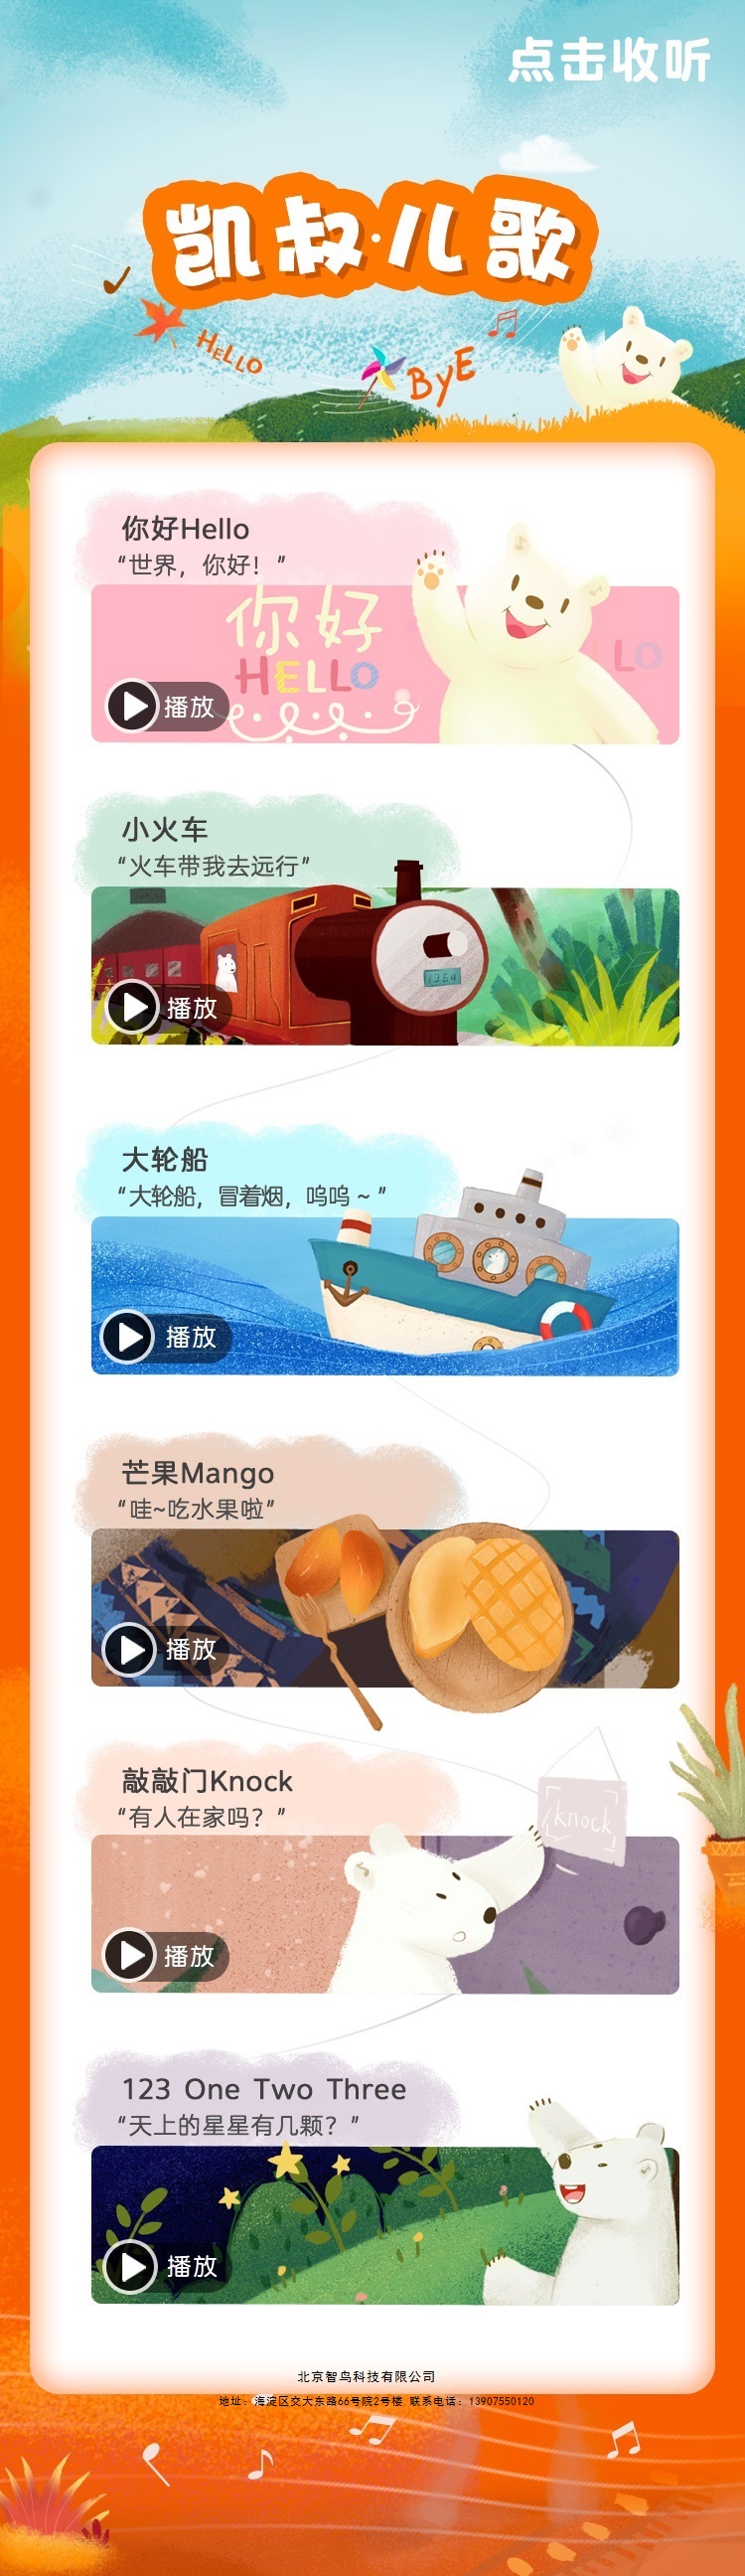 点击收听
凯叔·儿歌
HELLO
ByE
你好Hello
“世界，你好！”
你好
HELLO
LO
播放
小火车
“火车带我去远行”
1364
播放
大轮船
“大轮船，冒着烟，呜呜 ~ ”
播放
芒果Mango
“哇~吃水果啦”
播放
敲敲门Knock
“有人在家吗？”
knock
播放
123 One Two Three
“天上的星星有几颗？”
播放
北京智鸟科技有限公司
地址：海淀区交大东路66号院2号楼 联系电话：13907550120